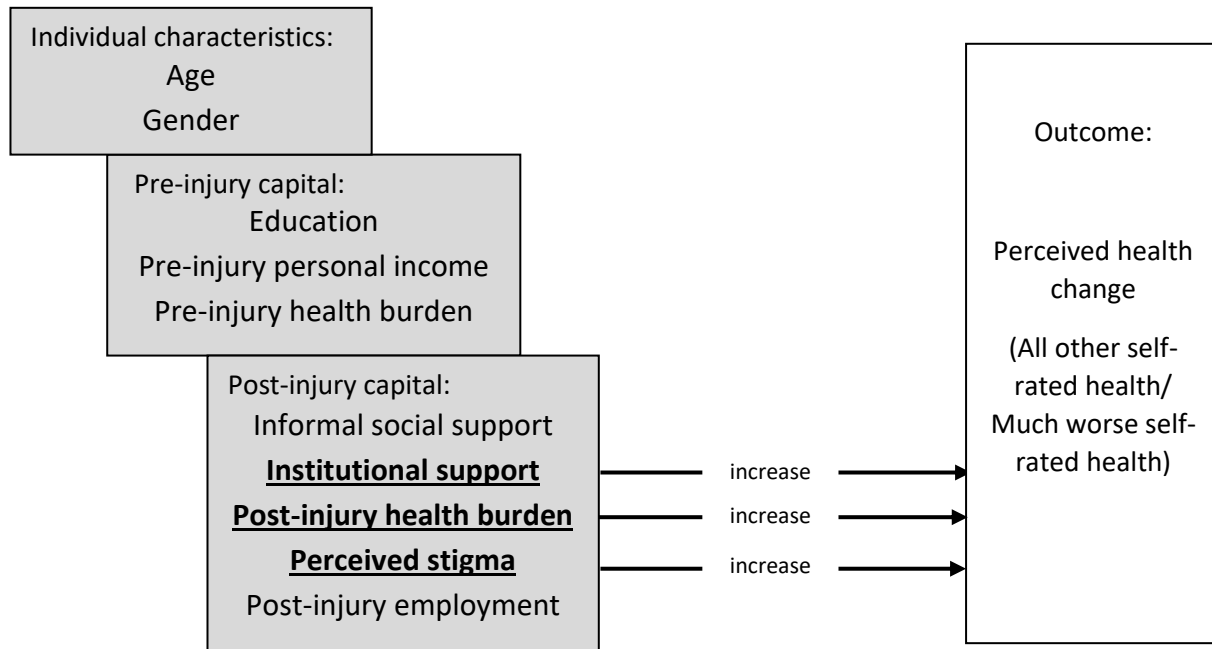 Individual characteristics:
Age
Gender
Pre-injury capital:
Education
Pre-injury personal income
Pre-injury health burden
Post-injury capital:
Informal social support
Institutional support
Post-injury health burden
Perceived stigma
Post-injury employment
increase
increase
increase
Outcome:
Perceived health
change
(All other self-
rated health/
Much worse self-
rated health)